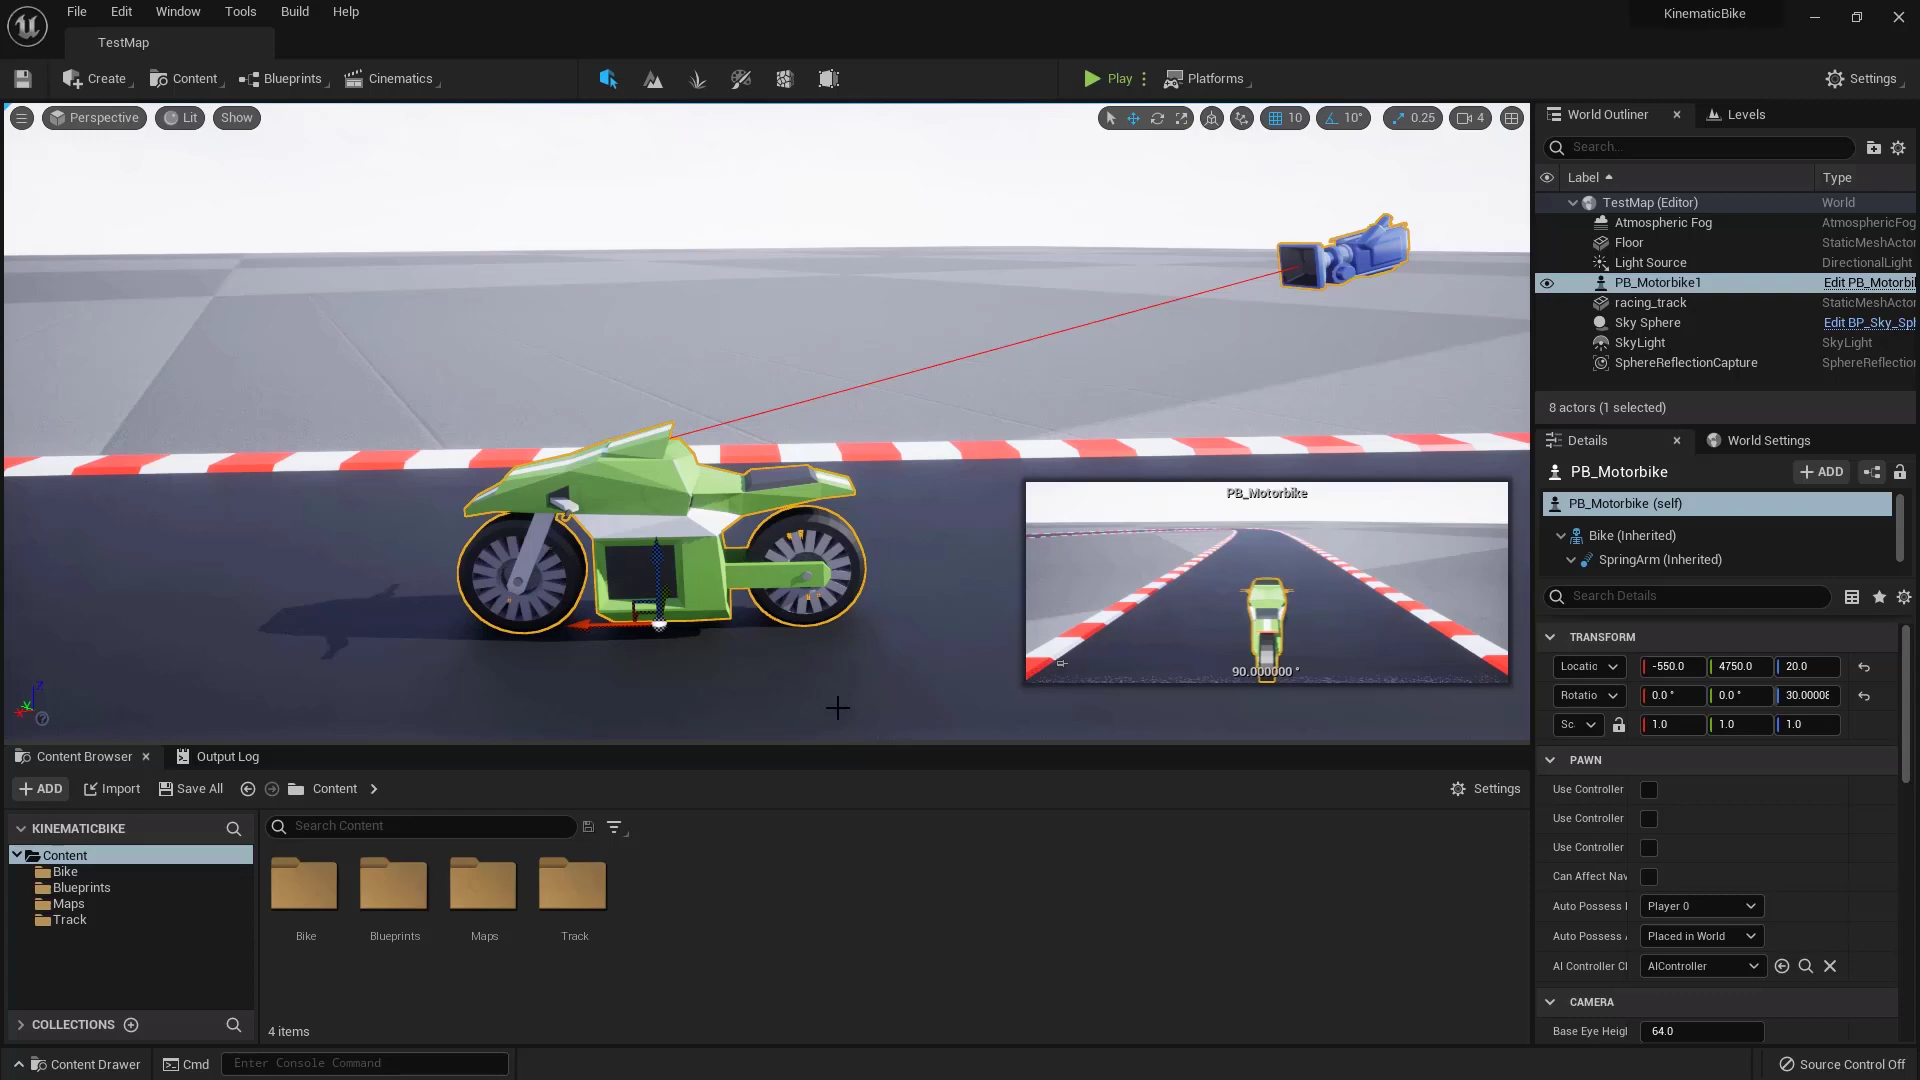 File Edit Window Tools Build Help
KinematicBike
TestMap
Create Content Blueprints Cinematics
Play Platforms
Settings
Perspective Lit Show
10 10° 0.25 4
PB_Motorbike
90.000000 °
World Outliner Levels
Search...
Label Type
TestMap (Editor) World
Atmospheric Fog AtmosphericFog
Floor StaticMeshActor
Light Source DirectionalLight
PB_Motorbike1 Edit PB_Motorbi
racing_track StaticMeshActor
Sky Sphere Edit BP_Sky_Sph
SkyLight SkyLight
SphereReflectionCapture SphereReflection
8 actors (1 selected)
Details World Settings
PB_Motorbike ADD
PB_Motorbike (self)
Bike (Inherited)
SpringArm (Inherited)
Search Details
TRANSFORM
Locatic -550.0 4750.0 20.0
Rotatio 0.0 ° 0.0 ° 30.00008
Sc. 1.0 1.0 1.0
PAWN
Use Controller
Use Controller
Use Controller
Can Affect Nav
Auto Possess Player 0
Auto Possess Placed in World
AI Controller Cl AIController
CAMERA
Base Eye Heigh 64.0
Content Browser Output Log
ADD Import Save All Content Settings
KINEMATICBIKE
Search Content
Content
Bike
Blueprints
Maps
Track
Bike Blueprints Maps Track
COLLECTIONS
4 items
Content Drawer Cmd Enter Console Command
Source Control Off